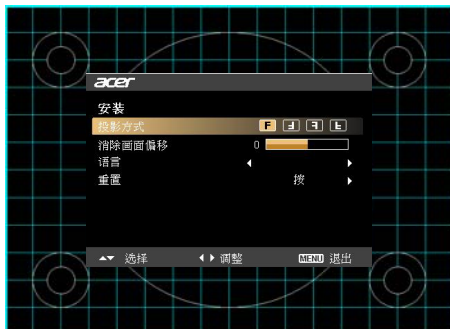 acer
安装
投影方式 F
消除画面偏移 0
语言
重置 按
选择 调整 MENU 退出